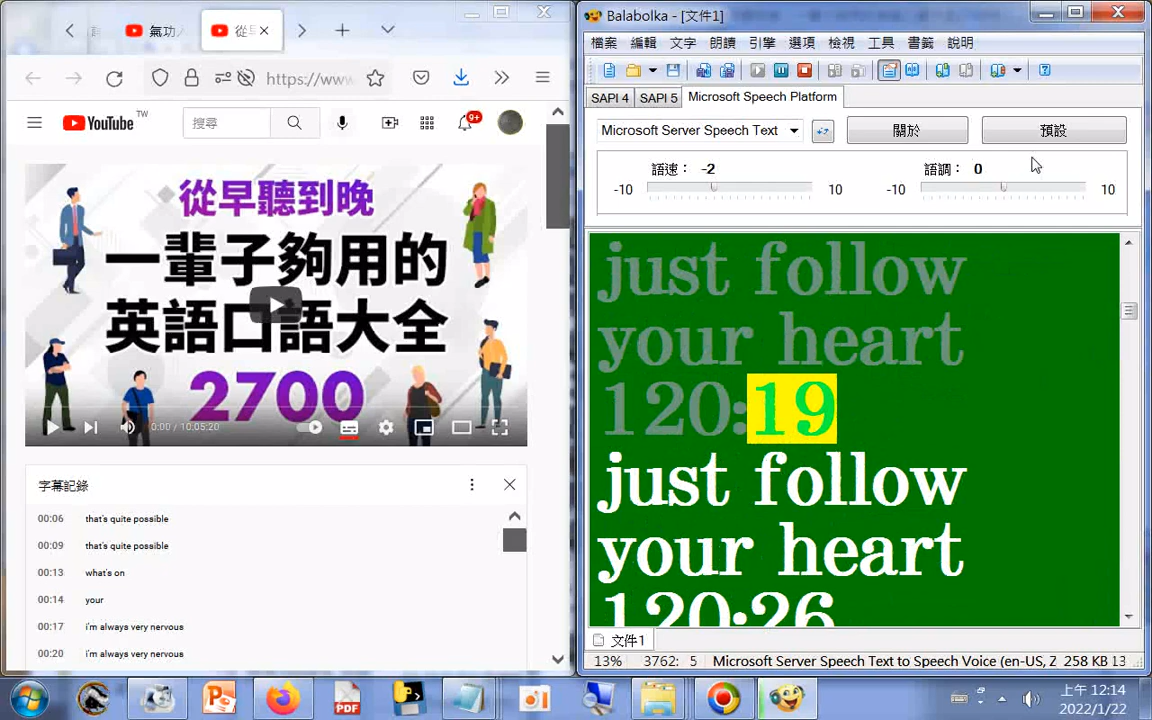 氣功
從
https://www
YouTube TW
搜尋
9+
從早聽到晚
一輩子夠用的
英語口語大全
2700
0:00 / 10:05:20
字幕記錄
00:06 that's quite possible
00:09 that's quite possible
00:13 what's on
00:14 your
00:17 i'm always very nervous
00:20 i'm always very nervous
Balabolka - [文件1]
檔案 編輯 文字 朗讀 引擎 選項 檢視 工具 書籤 說明
SAPI 4 SAPI 5 Microsoft Speech Platform
Microsoft Server Speech Text 關於 預設
語速： -2 語調： 0
-10 10 -10 10
just follow
your heart
120:19
just follow
your heart
120:26
文件1
13% 3762: 5 Microsoft Server Speech Text to Speech Voice (en-US, Z 258 KB 13
PDF
上午 12:14
2022/1/22